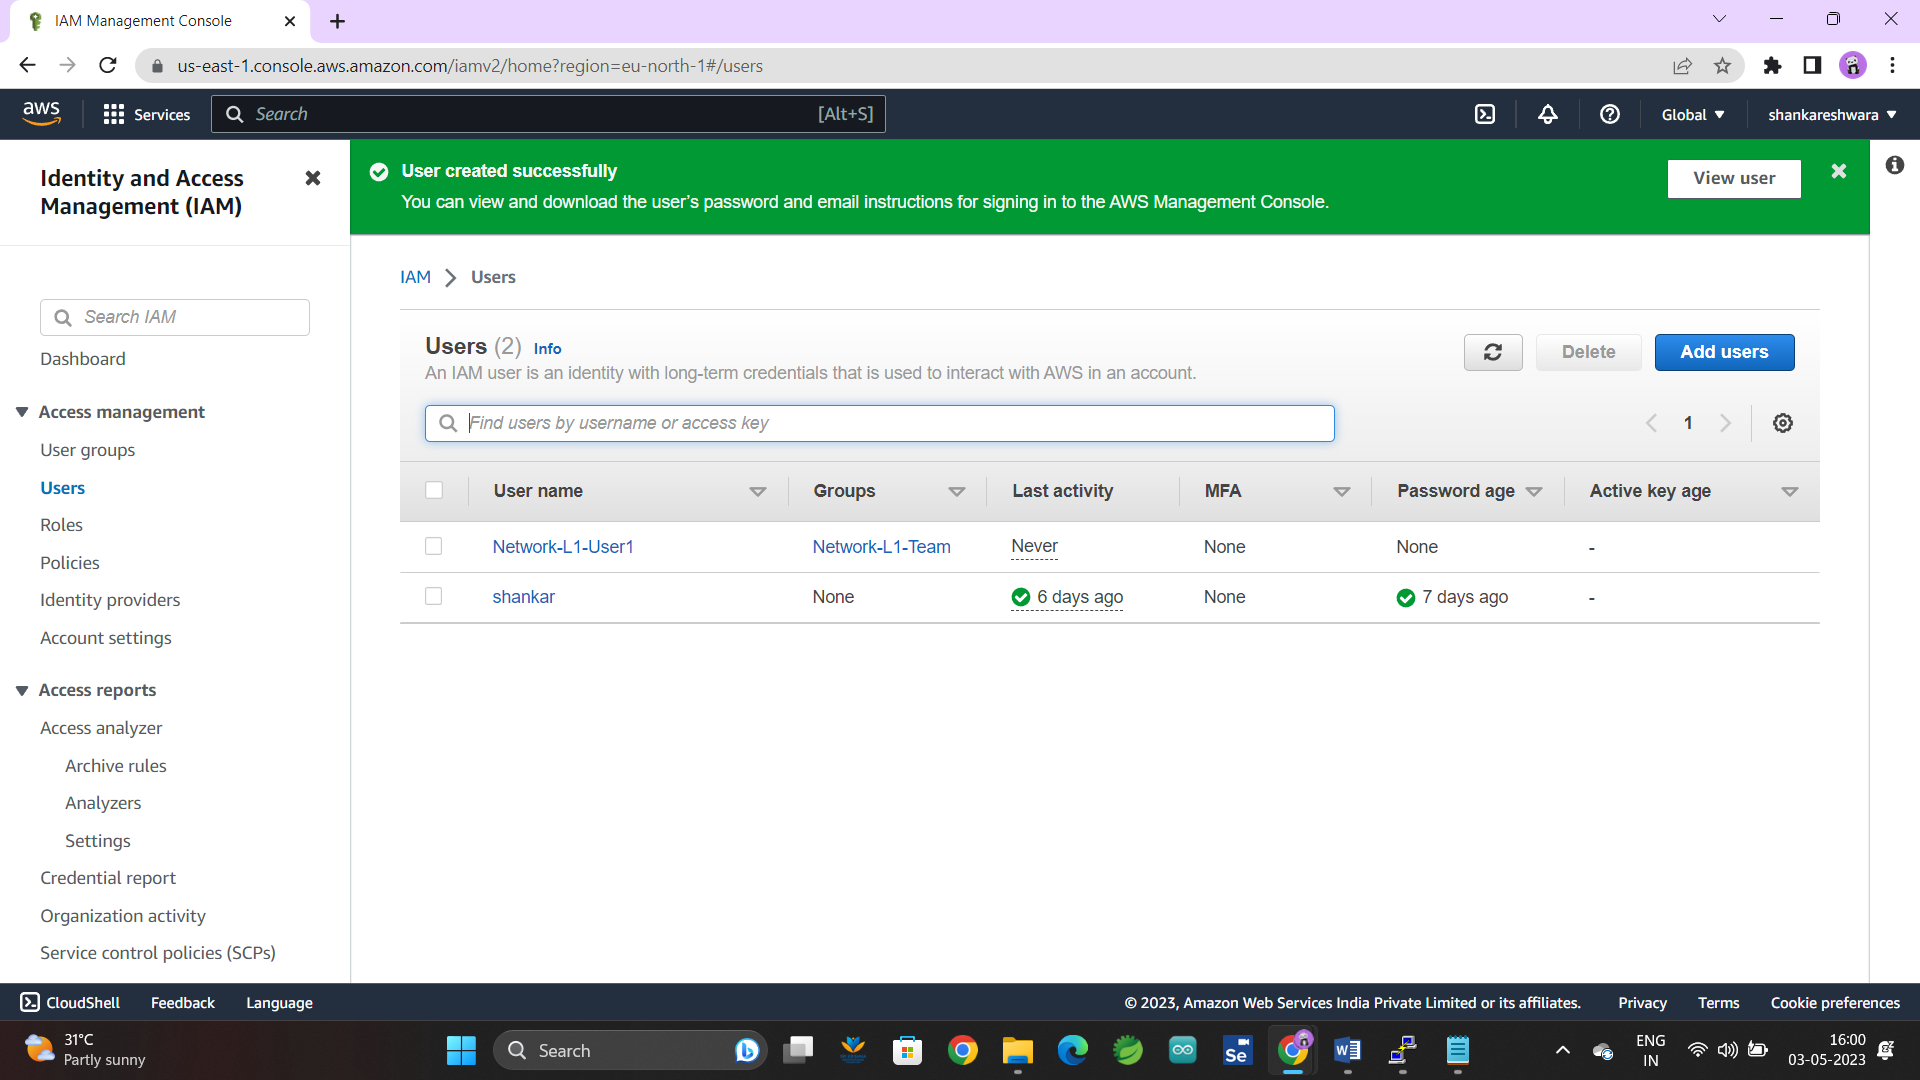 IAM Management Console
us-east-1.console.aws.amazon.com/iamv2/home?region=eu-north-1#/users
aws
Services
Search
[Alt+S]
Global
shankareshwara
Identity and Access
Management (IAM)
Search IAM
Dashboard
Access management
User groups
Users
Roles
Policies
Identity providers
Account settings
Access reports
Access analyzer
Archive rules
Analyzers
Settings
Credential report
Organization activity
Service control policies (SCPs)
User created successfully
You can view and download the user's password and email instructions for signing in to the AWS Management Console.
View user
IAM
Users
Users (2) Info
An IAM user is an identity with long-term credentials that is used to interact with AWS in an account.
Delete
Add users
Find users by username or access key
1
User name Groups Last activity MFA Password age Active key age
Network-L1-User1 Network-L1-Team Never None None -
shankar None 6 days ago None 7 days ago -
CloudShell Feedback Language
© 2023, Amazon Web Services India Private Limited or its affiliates. Privacy Terms Cookie preferences
31°C
Partly sunny
Search
Se
W
ENG
IN
16:00
03-05-2023